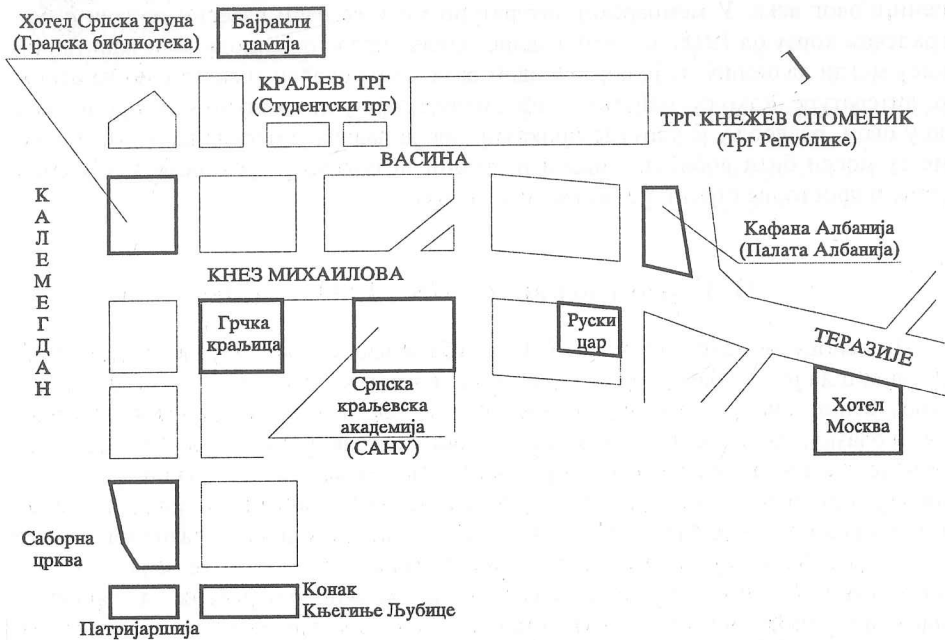 Хотел Српска круна
(Градска библиотека)
Бајракли
џамија
КРАЉЕВ ТРГ
(Студентски трг)
ТРГ КНЕЖЕВ СПОМЕНИК
(Трг Републике)
ВАСИНА
КАЛЕМЕГДАН
Кафана Албанија
(Палата Албанија)
КНЕЗ МИХАИЛОВА
Грчка
краљица
Руски
цар
ТЕРАЗИЈЕ
Српска
краљевска
академија
(САНУ)
Хотел
Москва
Саборна
црква
Конак
Књегиње Љубице
Патријаршија